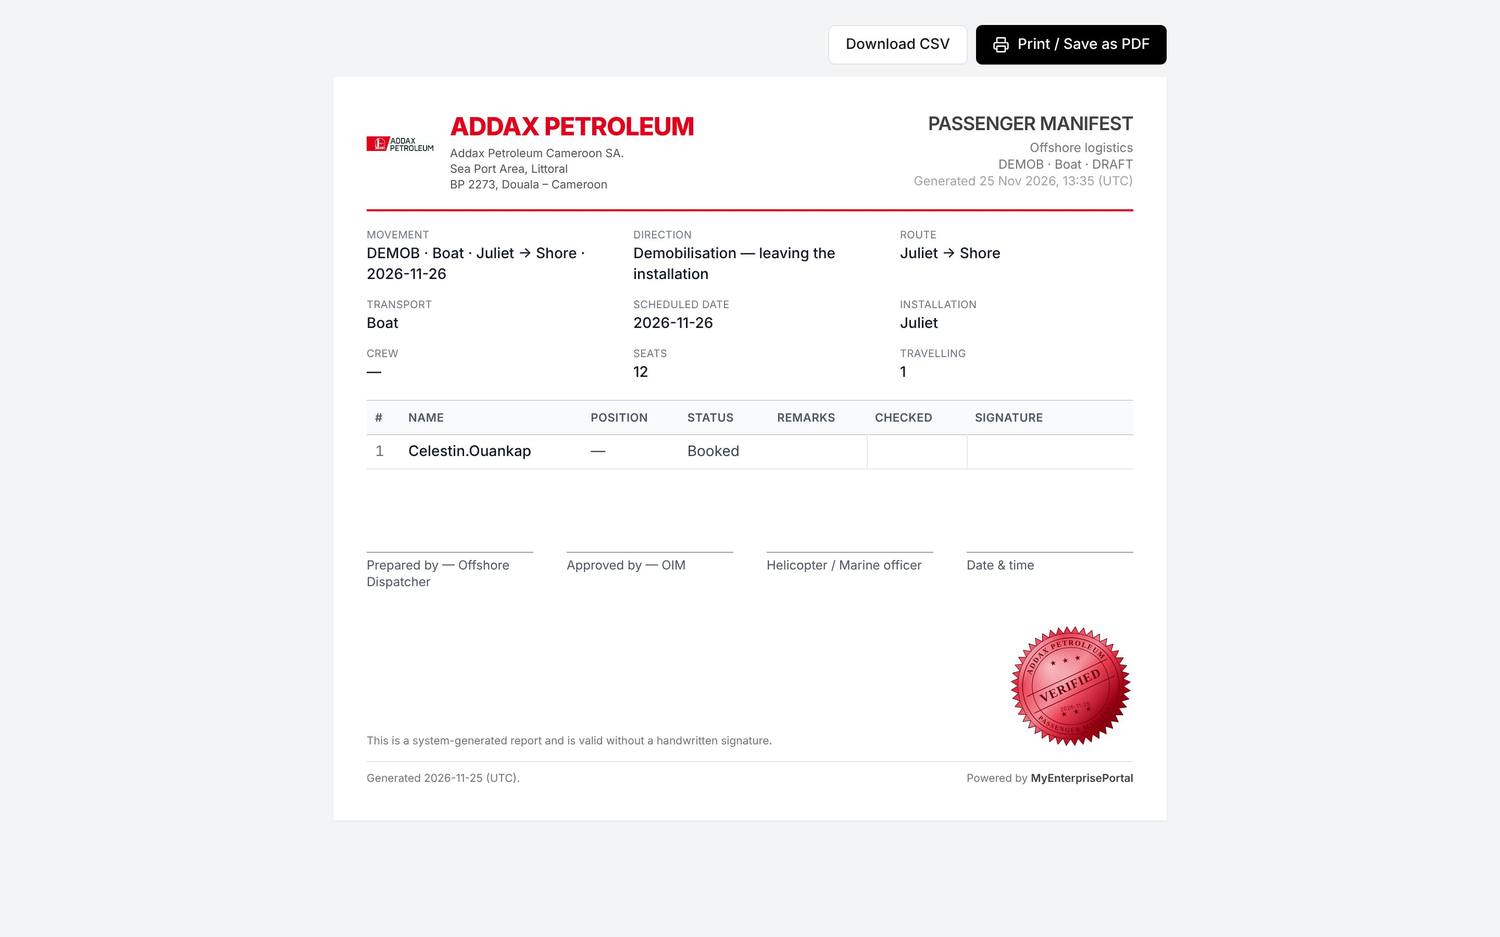 Download CSV
Print / Save as PDF
ADDAX
PETROLEUM
ADDAX PETROLEUM
Addax Petroleum Cameroon SA.
Sea Port Area, Littoral
BP 2273, Douala – Cameroon
PASSENGER MANIFEST
Offshore logistics
DEMOB · Boat · DRAFT
Generated 25 Nov 2026, 13:35 (UTC)
MOVEMENT
DEMOB · Boat · Juliet → Shore ·
2026-11-26
DIRECTION
Demobilisation — leaving the
installation
ROUTE
Juliet → Shore
TRANSPORT
Boat
SCHEDULED DATE
2026-11-26
INSTALLATION
Juliet
CREW
—
SEATS
12
TRAVELLING
1
# NAME POSITION STATUS REMARKS CHECKED SIGNATURE
1 Celestin.Ouankap — Booked
Prepared by — Offshore
Dispatcher
Approved by — OIM
Helicopter / Marine officer
Date & time
ADDAX PETROLEUM
VERIFIED
2026-11-25
PASSENGER
This is a system-generated report and is valid without a handwritten signature.
Generated 2026-11-25 (UTC).
Powered by MyEnterprisePortal